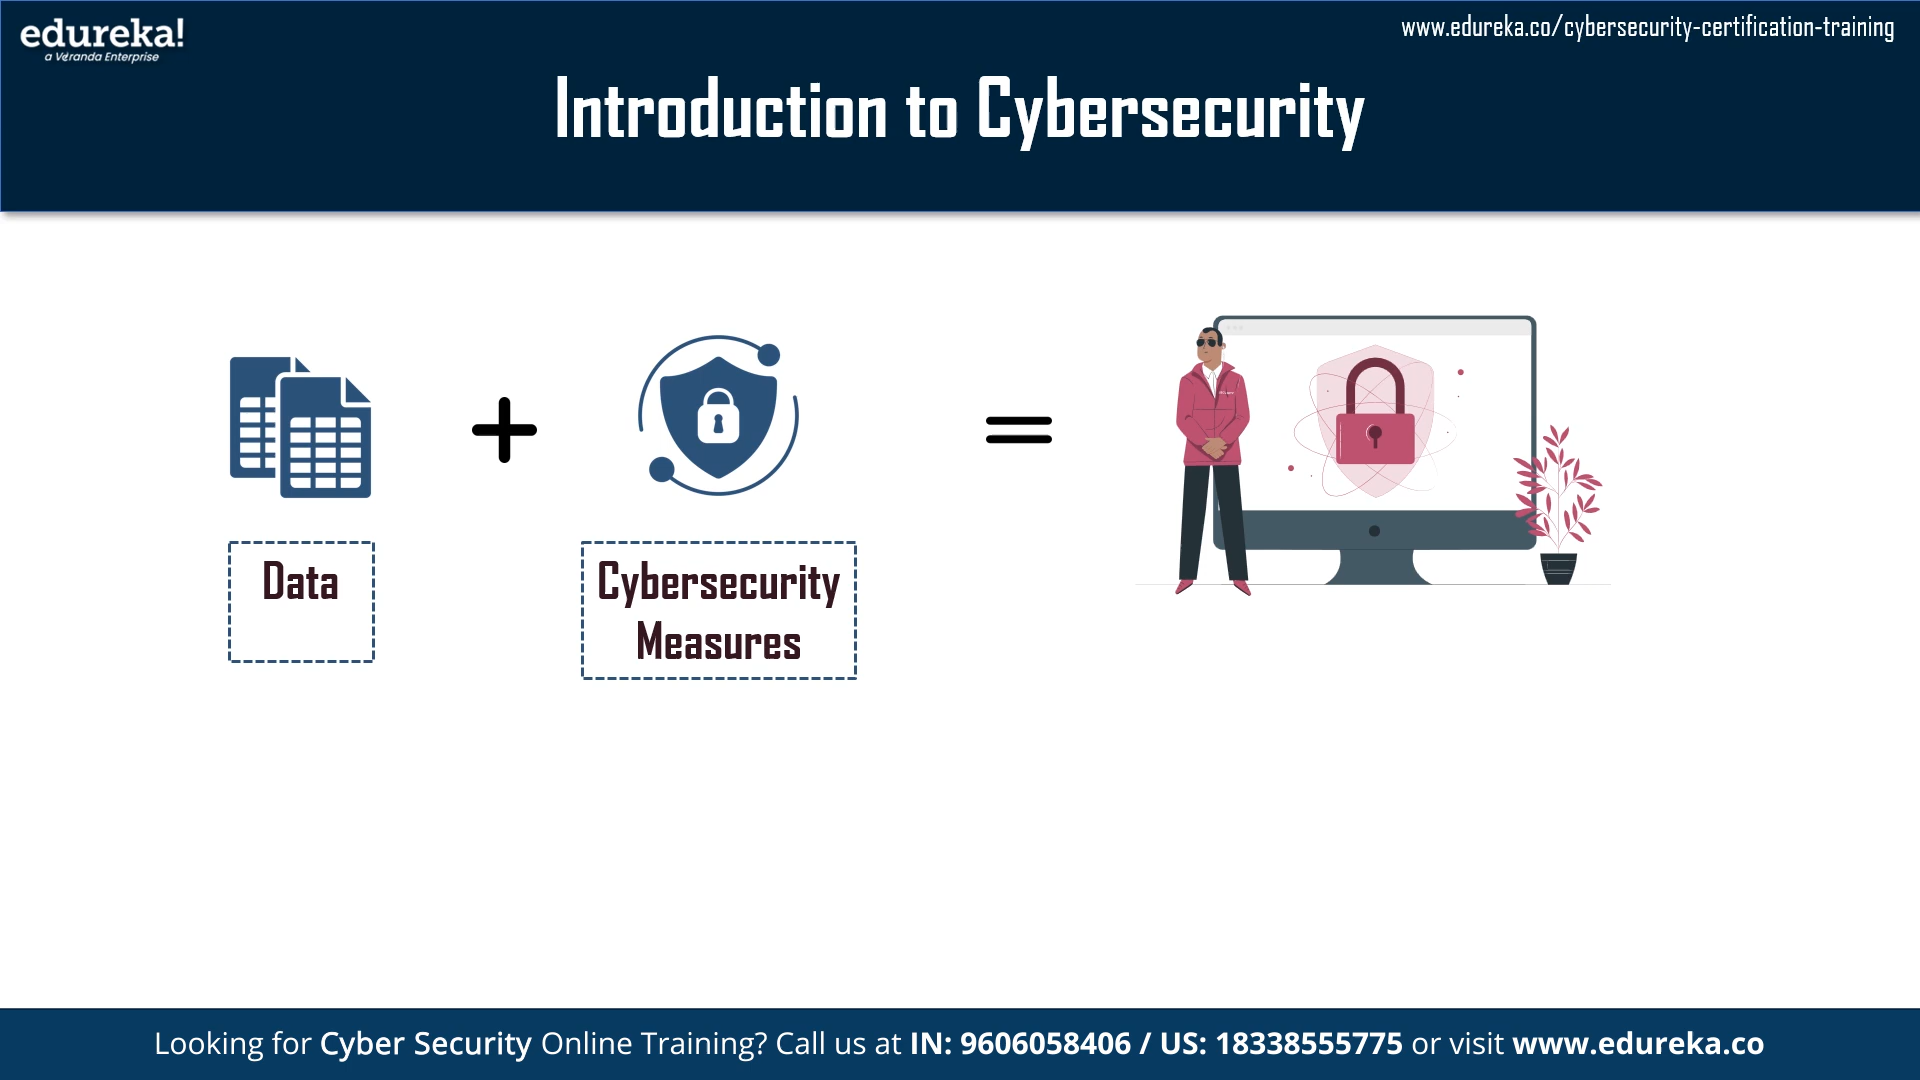 edureka!
a Veranda Enterprise
www.edureka.co/cybersecurity-certification-training
Introduction to Cybersecurity
Data
Cybersecurity
Measures
Looking for Cyber Security Online Training? Call us at IN: 9606058406 / US: 18338555775 or visit www.edureka.co